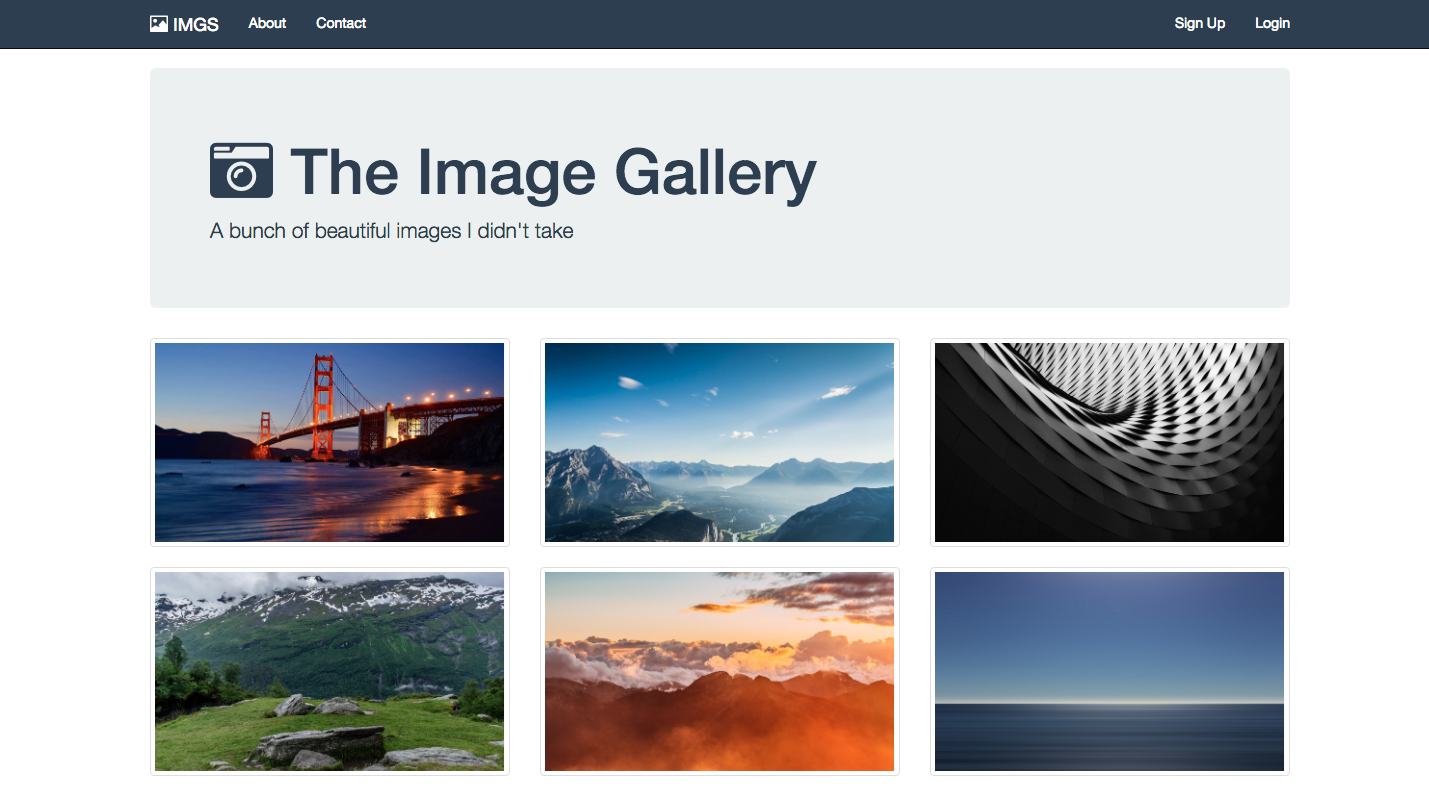 IMGS About Contact Sign Up Login
The Image Gallery
A bunch of beautiful images I didn't take